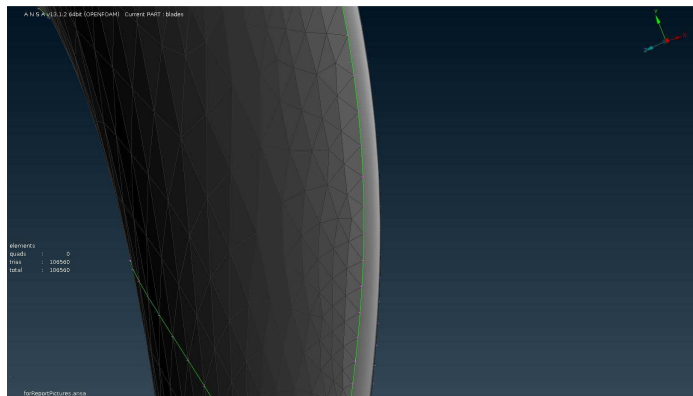 A N S A v13.1.2 64bit (OPENFOAM) Current PART : blades
elements
quads : 0
trias : 106560
total : 106560
forReportPictures.ansa